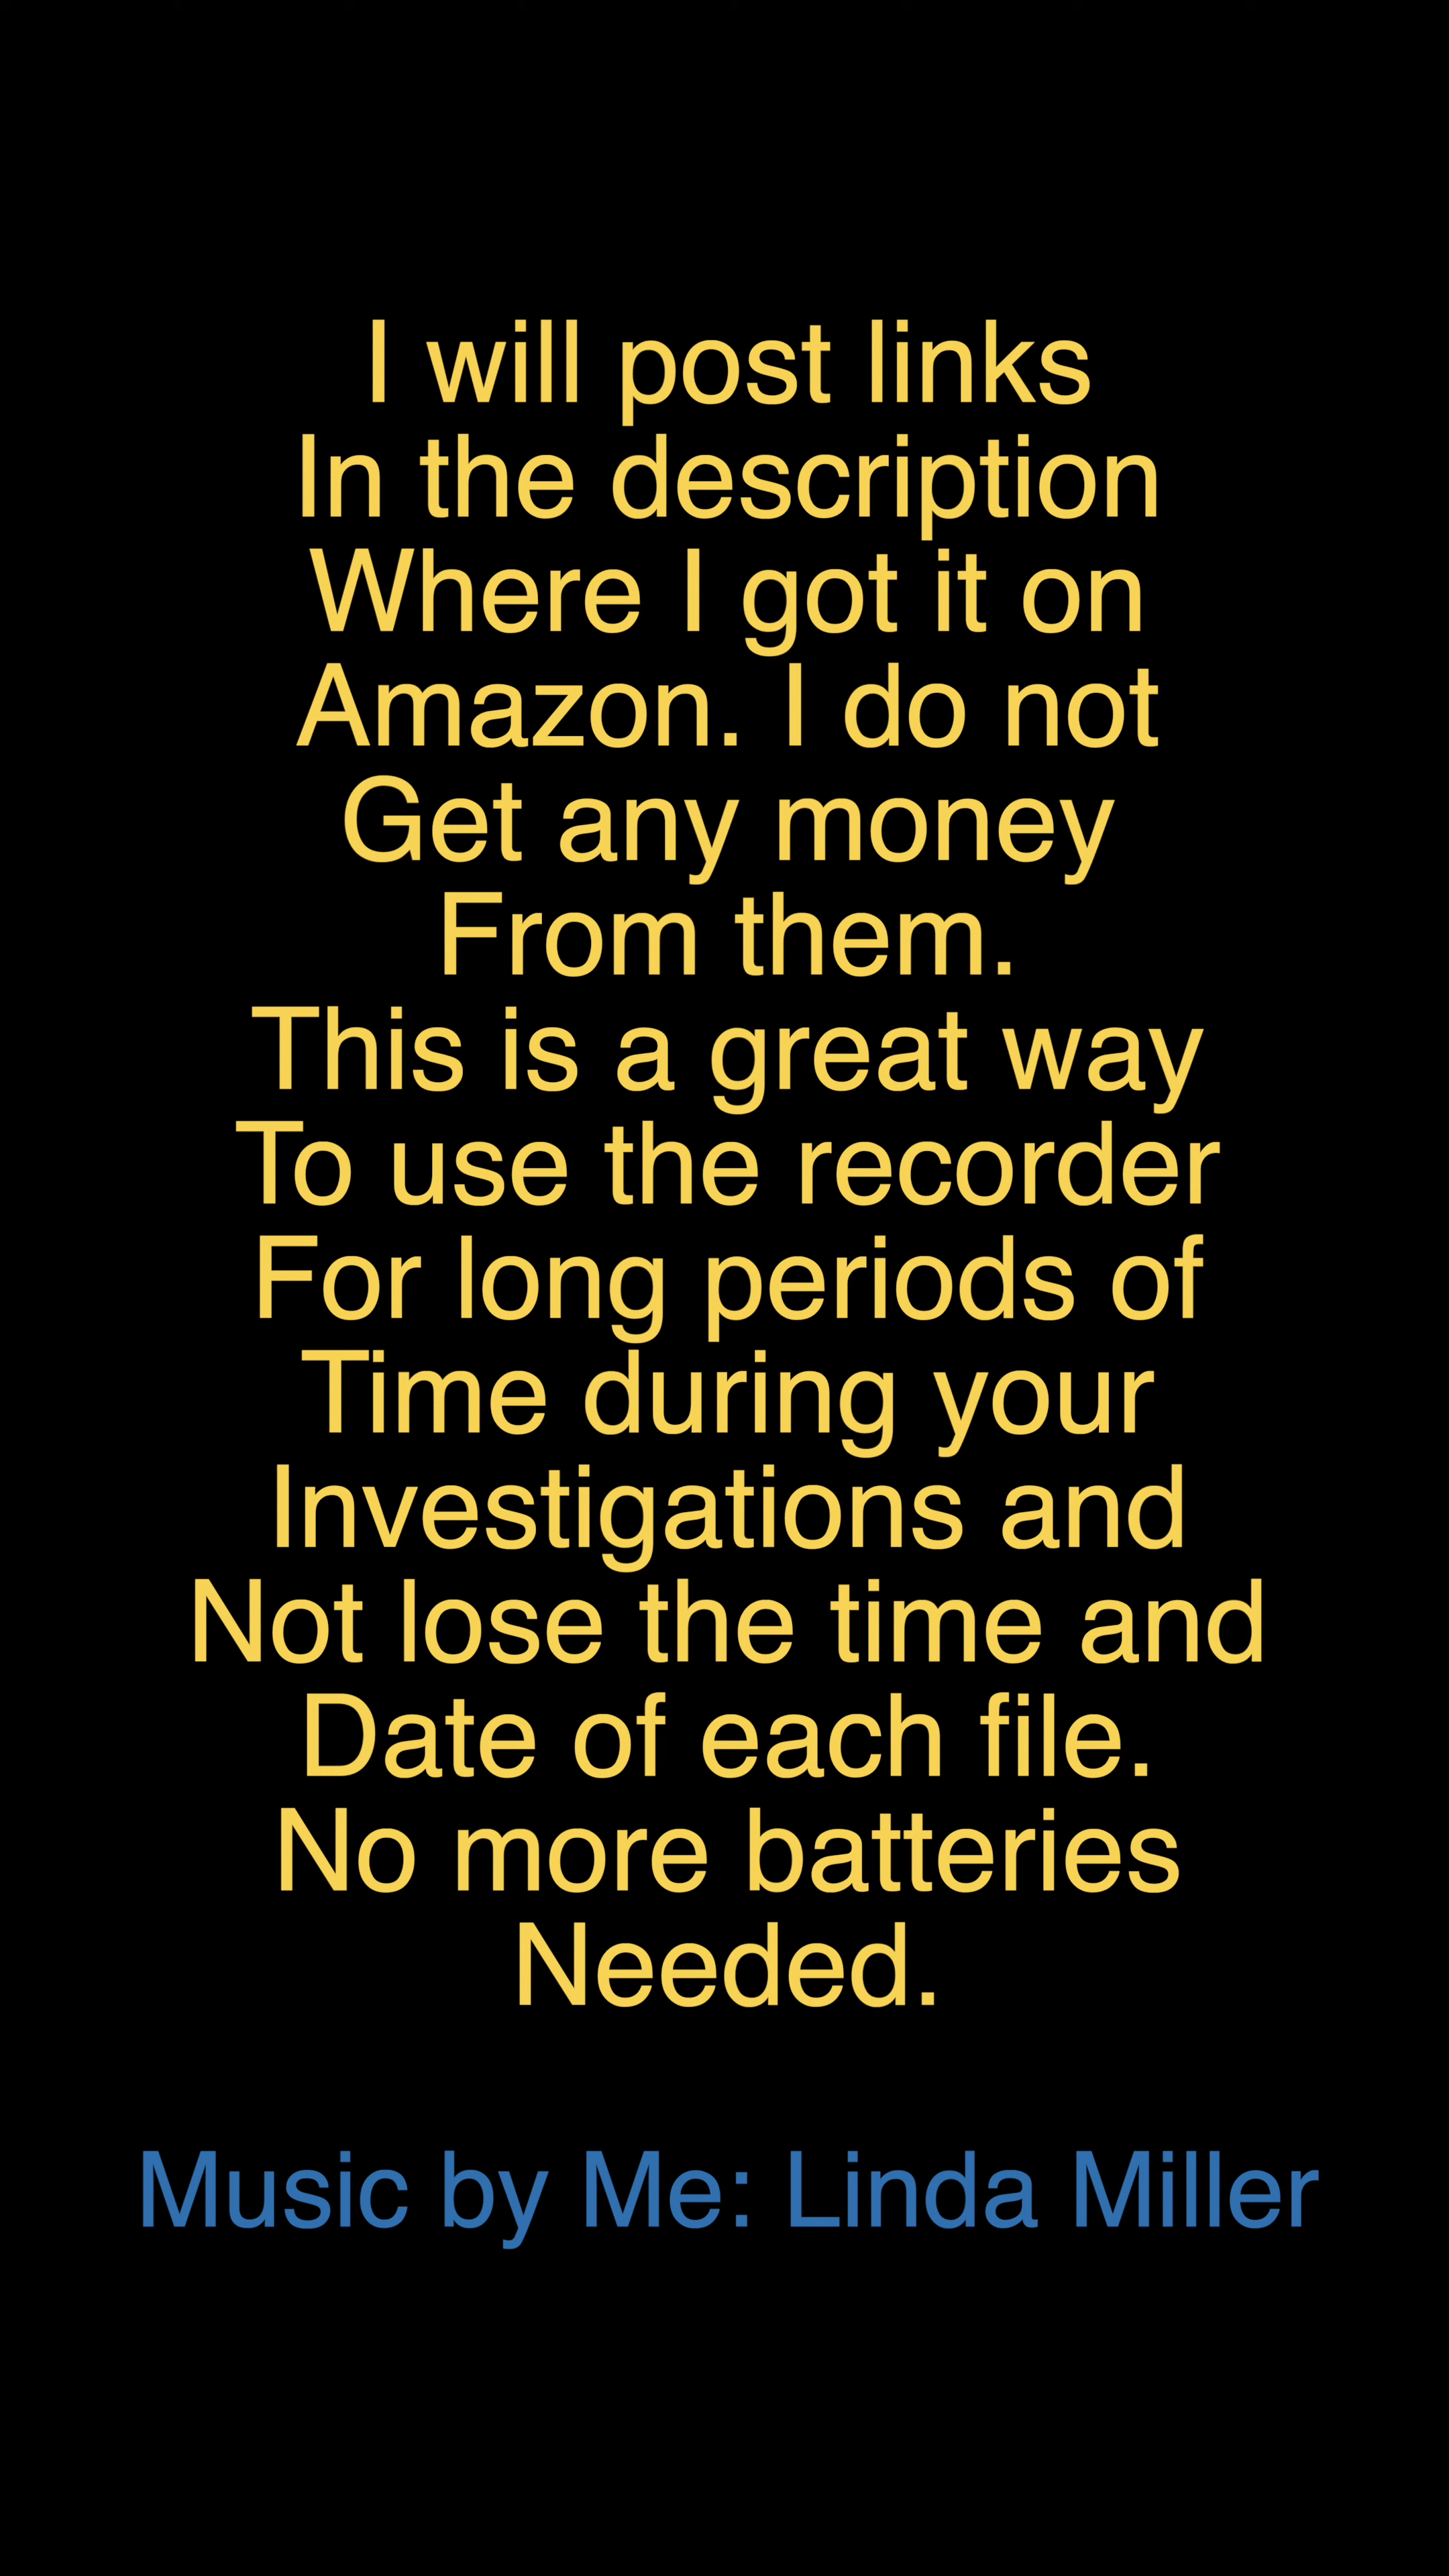 I will post links
In the description
Where I got it on
Amazon. I do not
Get any money
From them.
This is a great way
To use the recorder
For long periods of
Time during your
Investigations and
Not lose the time and
Date of each file.
No more batteries
Needed.
Music by Me: Linda Miller